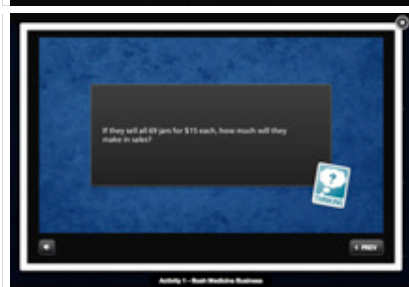 If they sell all 69 jars for $15 each, how much will they
make in sales?
THINKING
PREV
Activity 1 - Bush Medicine Business